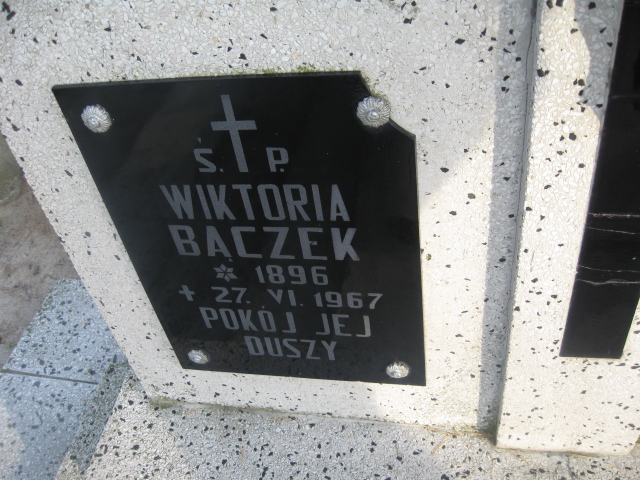 Ś. P.
WIKTORIA
BĄCZEK
* 1896
+ 27. VI. 1967
POKÓJ JEJ
DUSZY